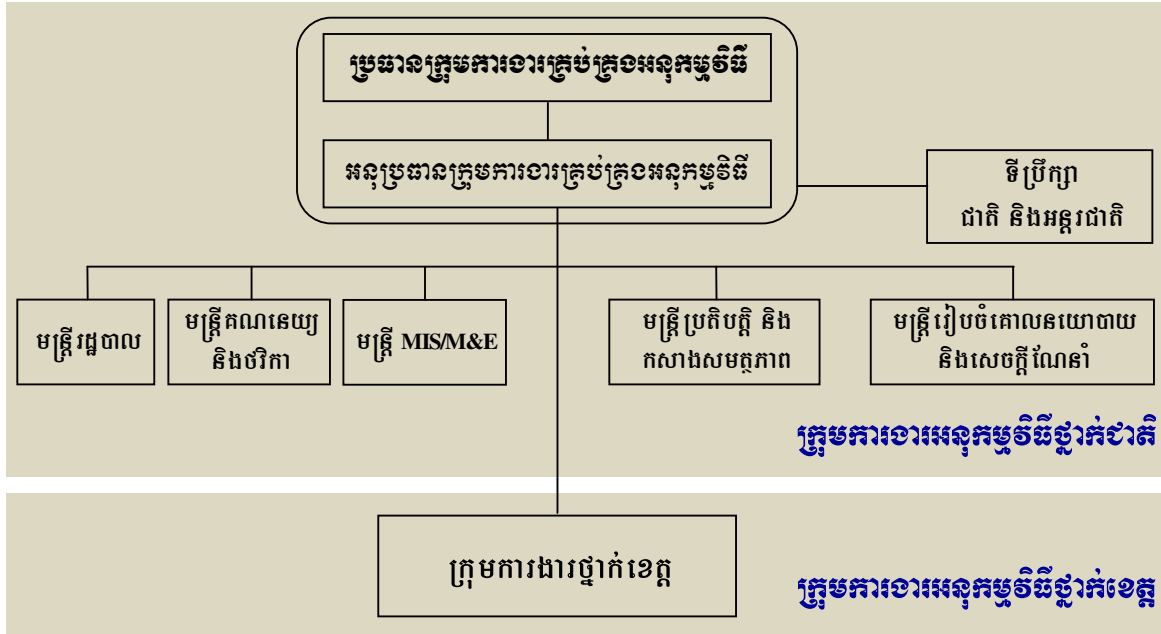 ប្រធានក្រុមការងារគ្រប់គ្រងអនុកម្មវិធី
អនុប្រធានក្រុមការងារគ្រប់គ្រងអនុកម្មវិធី
ទីប្រឹក្សា
ជាតិ និងអន្តរជាតិ
មន្ត្រីរដ្ឋបាល
មន្ត្រីគណនេយ្យ
និងថវិកា
មន្ត្រី MIS/M&E
មន្ត្រីប្រតិបត្តិ និង
កសាងសមត្ថភាព
មន្ត្រីរៀបចំគោលនយោបាយ
និងសេចក្តីណែនាំ
ក្រុមការងារអនុកម្មវិធីថ្នាក់ជាតិ
ក្រុមការងារថ្នាក់ខេត្ត
ក្រុមការងារអនុកម្មវិធីថ្នាក់ខេត្ត